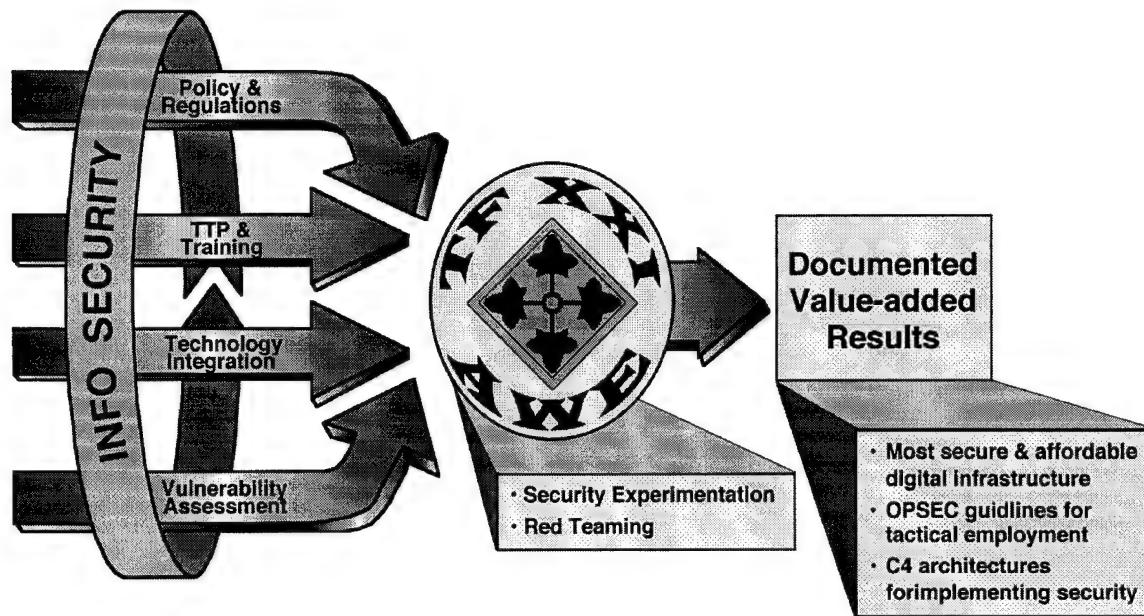 INFO SECURITY
Policy &
Regulations
TTP &
Training
Technology
Integration
Vulnerability
Assessment
TF XXI
AWE
· Security Experimentation
· Red Teaming
Documented
Value-added
Results
· Most secure & affordable
digital infrastructure
· OPSEC guidlines for
tactical employment
· C4 architectures
forimplementing security